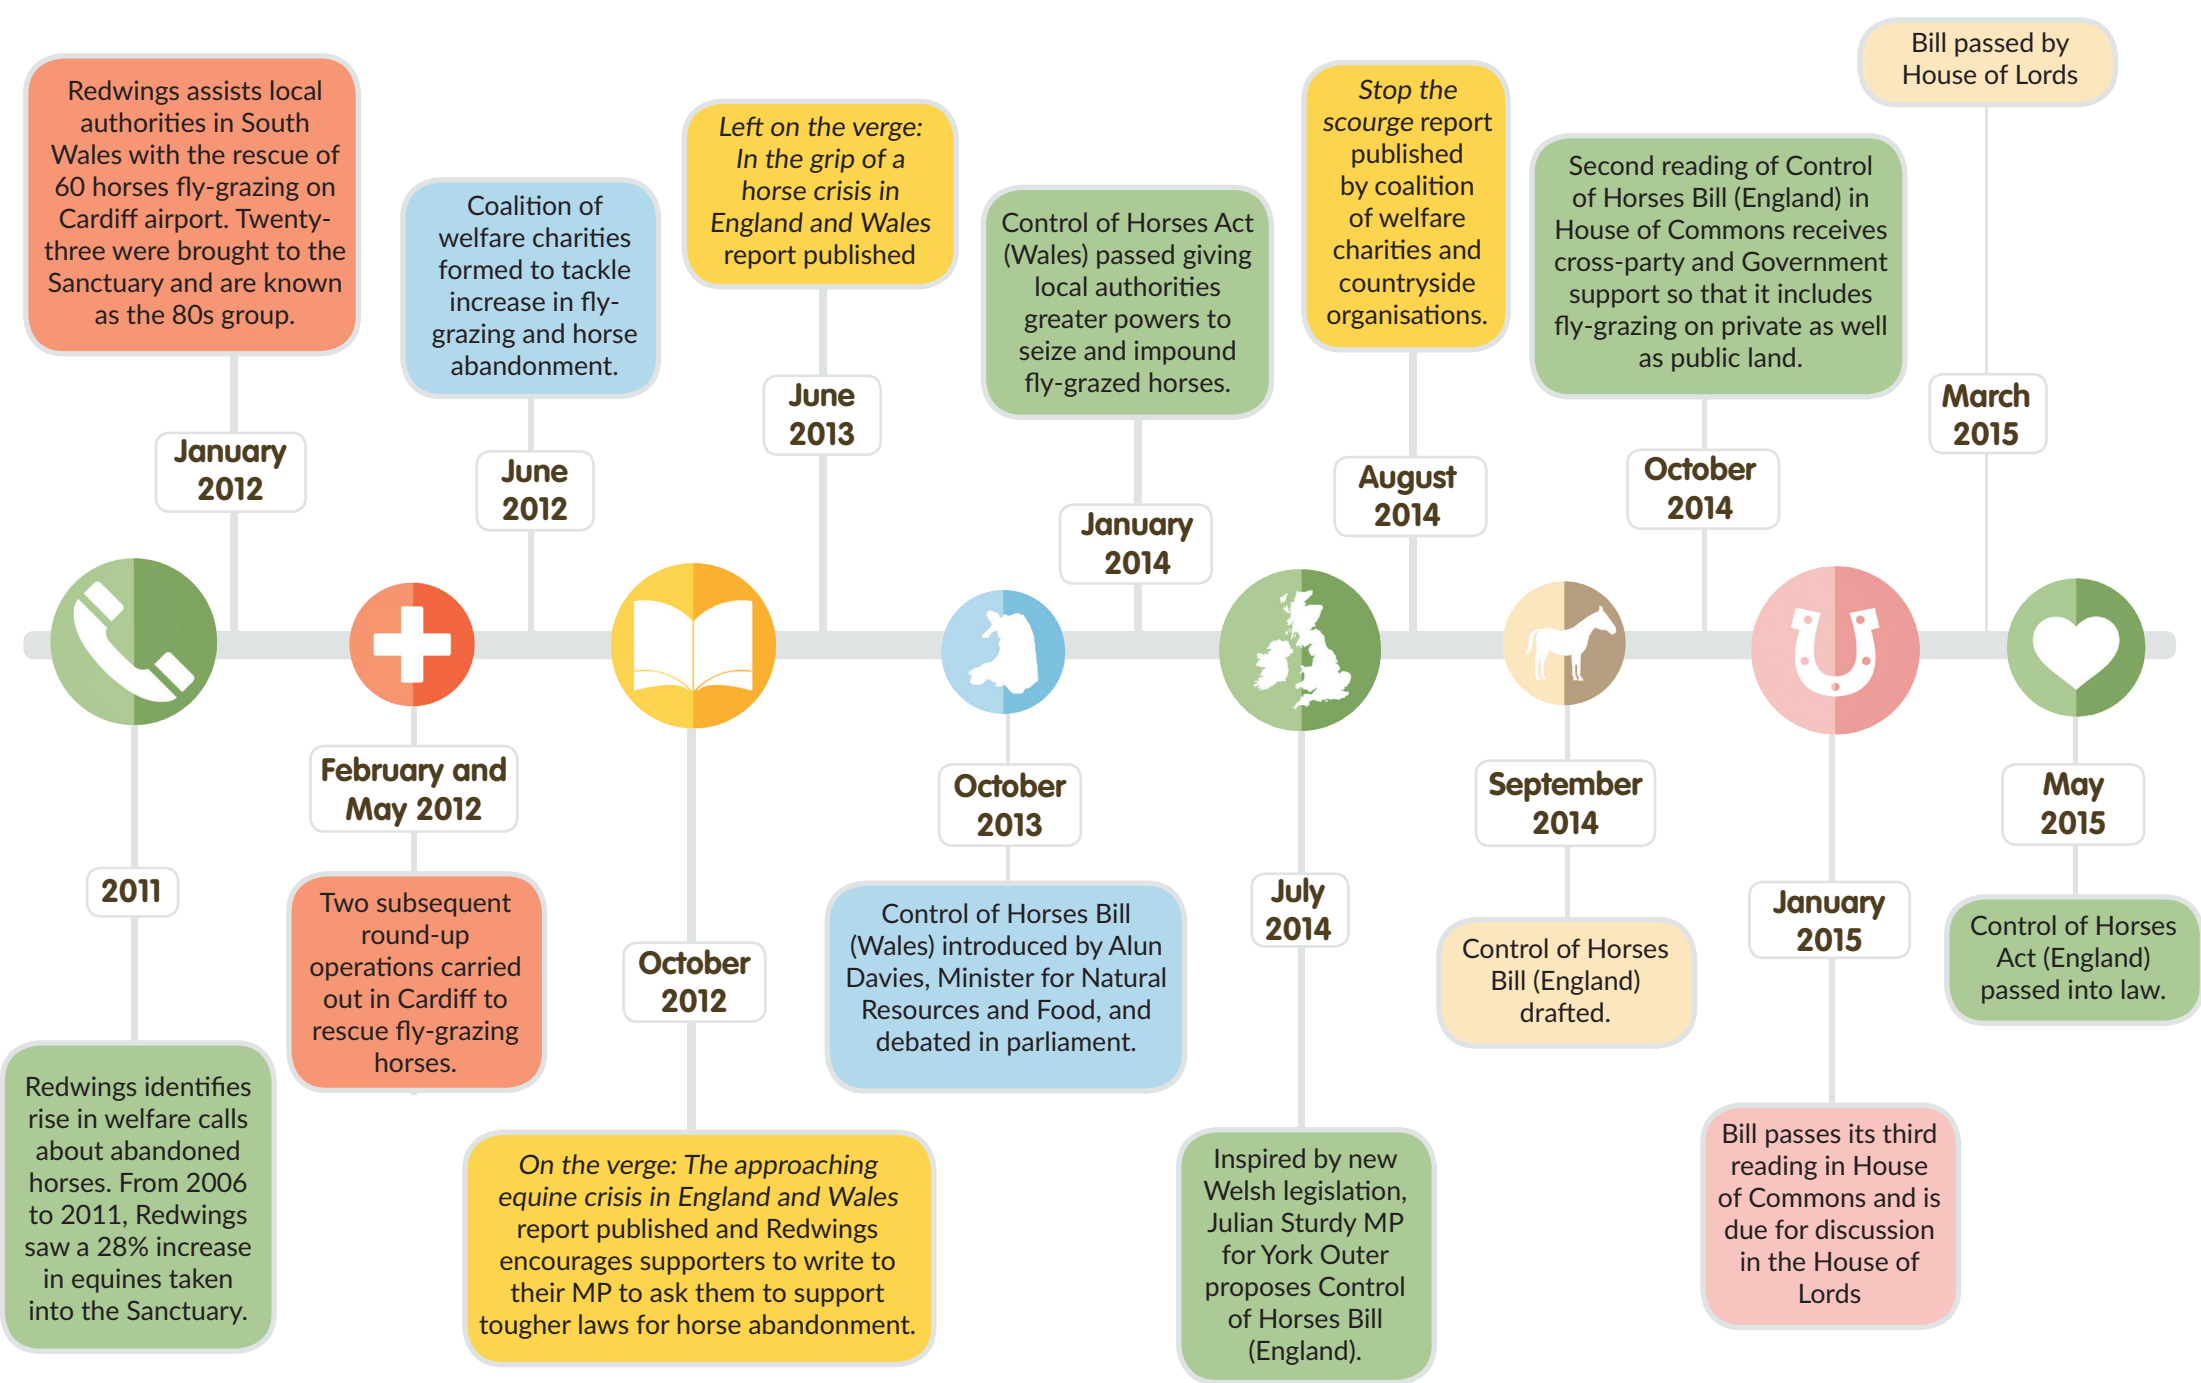 2011
Redwings identifies
rise in welfare calls
about abandoned
horses. From 2006
to 2011, Redwings
saw a 28% increase
in equines taken
into the Sanctuary.
Redwings assists local
authorities in South
Wales with the rescue of
60 horses fly-grazing on
Cardiff airport. Twenty-
three were brought to the
Sanctuary and are known
as the 80s group.
January
2012
February and
May 2012
Two subsequent
round-up
operations carried
out in Cardiff to
rescue fly-grazing
horses.
Coalition of
welfare charities
formed to tackle
increase in fly-
grazing and horse
abandonment.
June
2012
October
2012
On the verge: The approaching
equine crisis in England and Wales
report published and Redwings
encourages supporters to write to
their MP to ask them to support
tougher laws for horse abandonment.
Left on the verge:
In the grip of a
horse crisis in
England and Wales
report published
June
2013
October
2013
Control of Horses Bill
(Wales) introduced by Alun
Davies, Minister for Natural
Resources and Food, and
debated in parliament.
Control of Horses Act
(Wales) passed giving
local authorities
greater powers to
seize and impound
fly-grazed horses.
January
2014
July
2014
Inspired by new
Welsh legislation,
Julian Sturdy MP
for York Outer
proposes Control
of Horses Bill
(England).
Stop the
scourge report
published
by coalition
of welfare
charities and
countryside
organisations.
August
2014
September
2014
Control of Horses
Bill (England)
drafted.
Second reading of Control
of Horses Bill (England) in
House of Commons receives
cross-party and Government
support so that it includes
fly-grazing on private as well
as public land.
October
2014
January
2015
Bill passes its third
reading in House
of Commons and is
due for discussion
in the House of
Lords
Bill passed by
House of Lords
March
2015
May
2015
Control of Horses
Act (England)
passed into law.